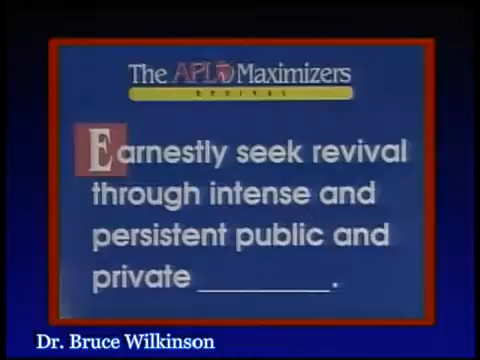 The APLO Maximizers
REVIVAL
Earnestly seek revival
through intense and
persistent public and
private ________.
Dr. Bruce Wilkinson